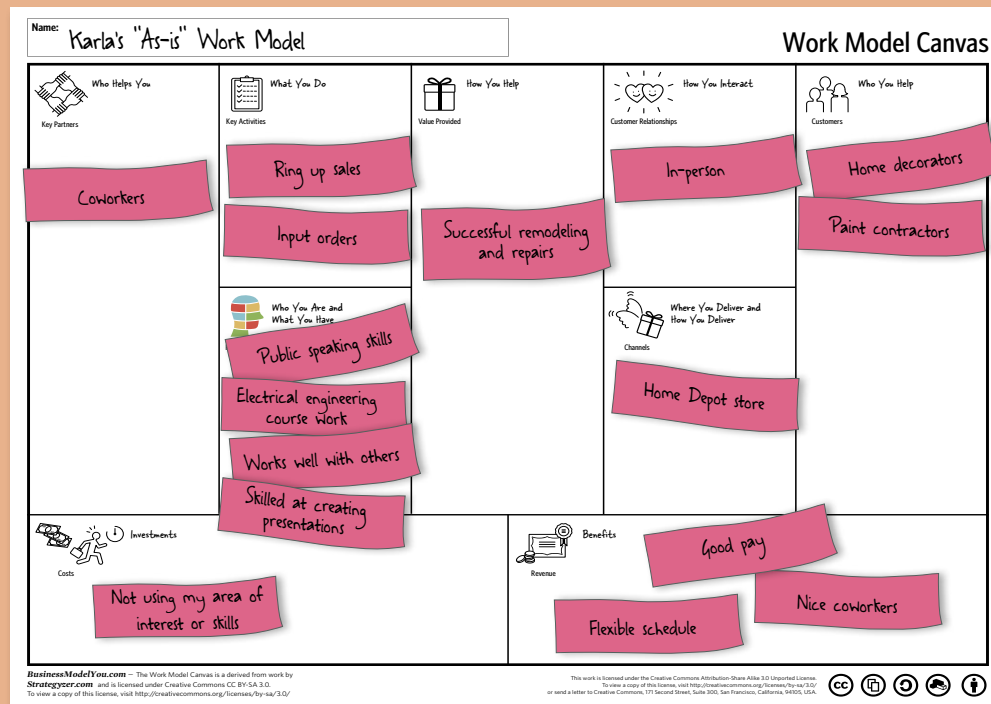 Name:
Karla's "As-is" Work Model
Work Model Canvas
Who Helps You
Key Partners
Coworkers
What You Do
Key Activities
Ring up sales
Input orders
Who You Are and
What You Have
Public speaking skills
Electrical engineering
course work
Works well with others
Skilled at creating
presentations
How You Help
Value Provided
Successful remodeling
and repairs
How You Interact
Customer Relationships
In-person
Where You Deliver and
How You Deliver
Channels
Home Depot store
Who You Help
Customers
Home decorators
Paint contractors
Investments
Costs
Not using my area of
interest or skills
Benefits
Revenue
Good pay
Nice coworkers
Flexible schedule
BusinessModelYou.com – The Work Model Canvas is a derived from work by
Strategyzer.com and is licensed under Creative Commons CC BY-SA 3.0.
To view a copy of this license, visit http://creativecommons.org/licenses/by-sa/3.0/
This work is licensed under the Creative Commons Attribution-Share Alike 3.0 Unported License.
To view a copy of this license, visit http://creativecommons.org/licenses/by-sa/3.0/
or send a letter to Creative Commons, 171 Second Street, Suite 300, San Francisco, California, 94105, USA.
cc